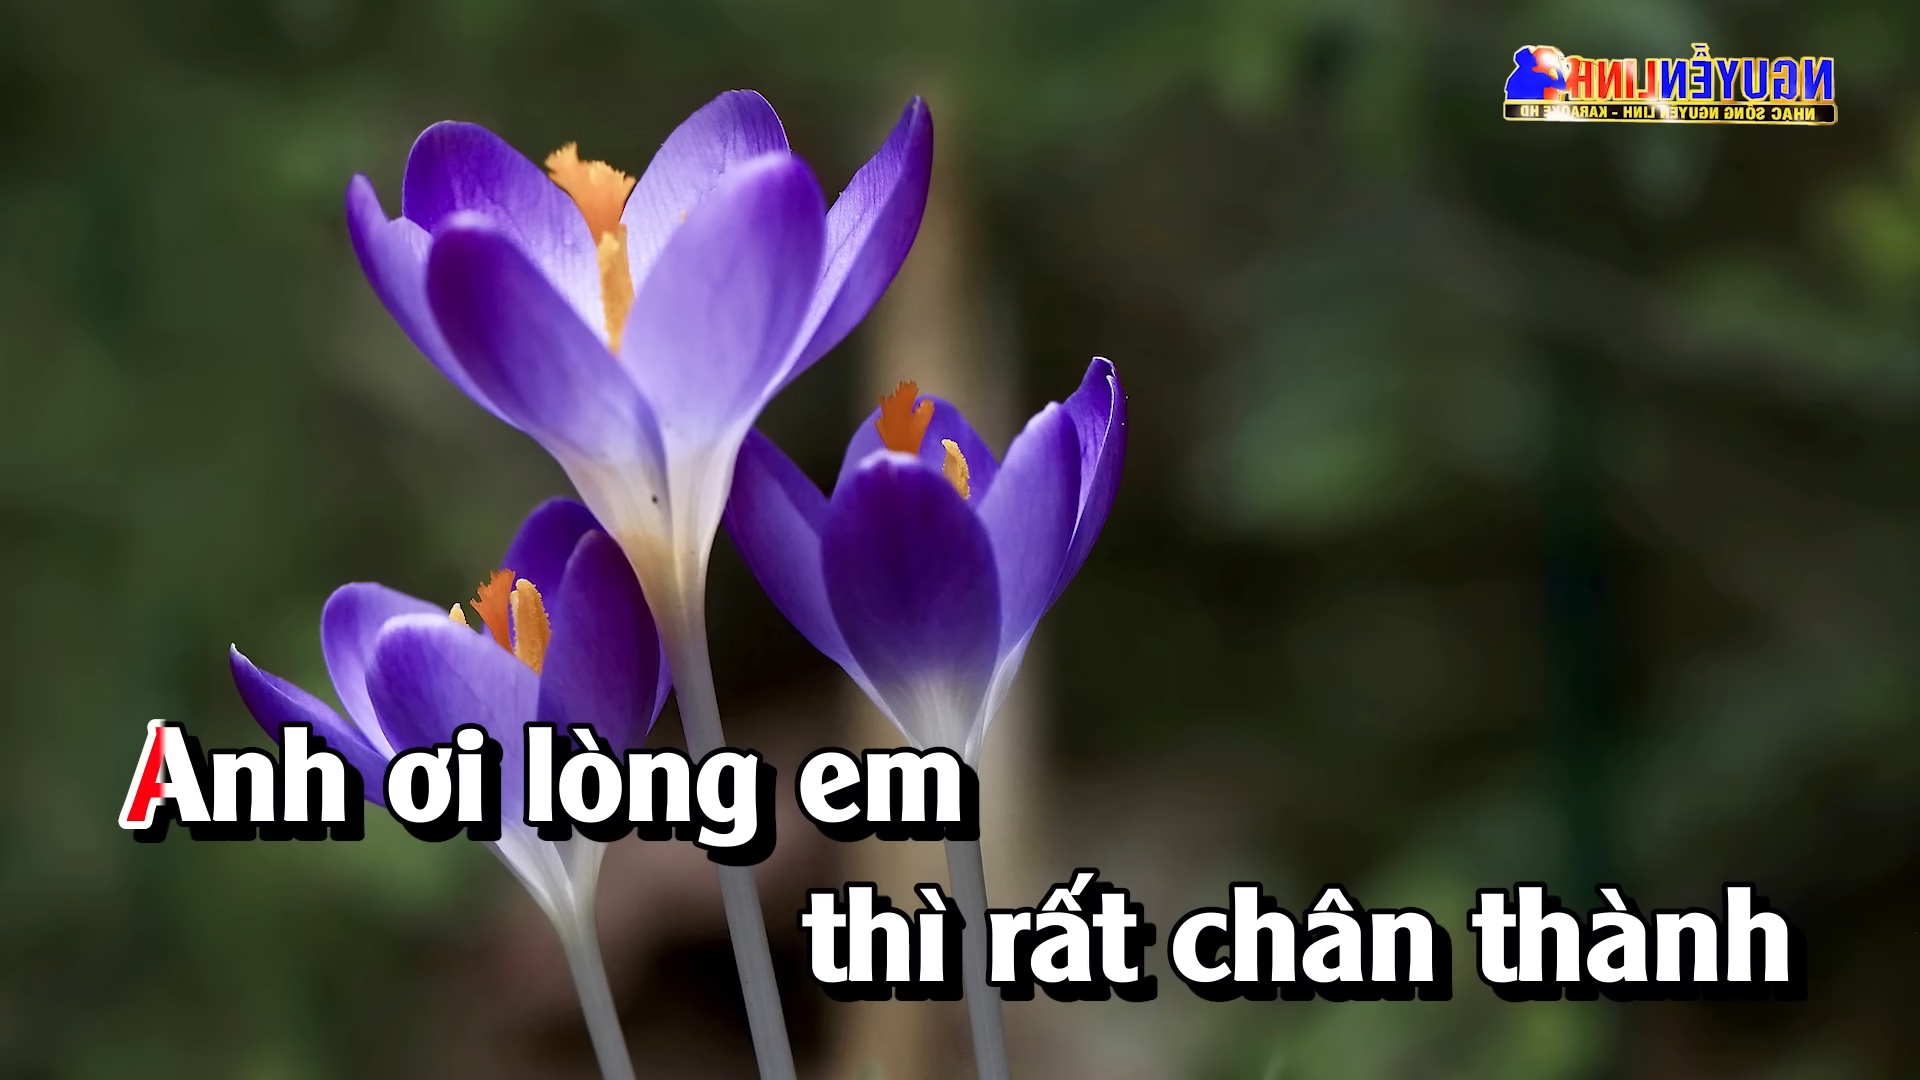 NGUYỄN LINH
NHẠC SỐNG NGUYỄN LINH - KARAOKE HD
Anh ơi lòng em
thì rất chân thành